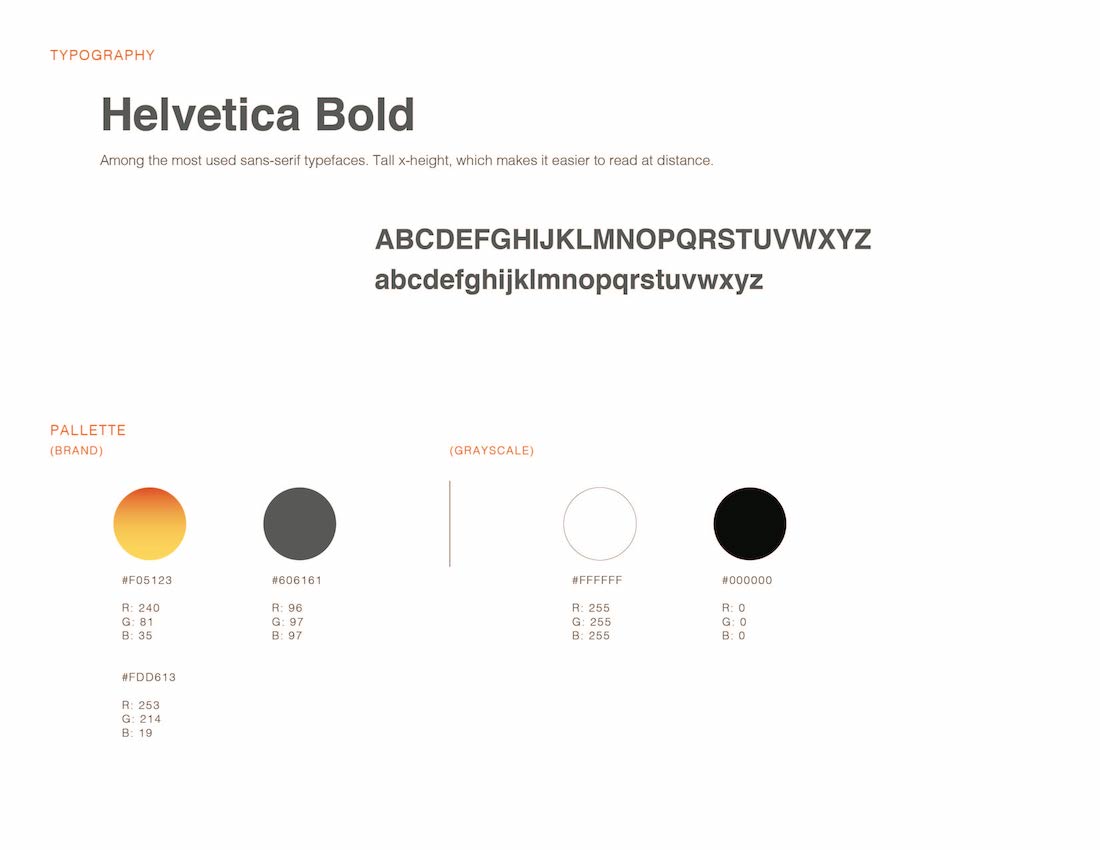 TYPOGRAPHY
Helvetica Bold
Among the most used sans-serif typefaces. Tall x-height, which makes it easier to read at distance.
ABCDEFGHIJKLMNOPQRSTUVWXYZ
abcdefghijklmnopqrstuvwxyz
PALLETTE
(BRAND)
(GRAYSCALE)
#F05123
R: 240
G: 81
B: 35
#FDD613
R: 253
G: 214
B: 19
#606161
R: 96
G: 97
B: 97
#FFFFFF
R: 255
G: 255
B: 255
#000000
R: 0
G: 0
B: 0